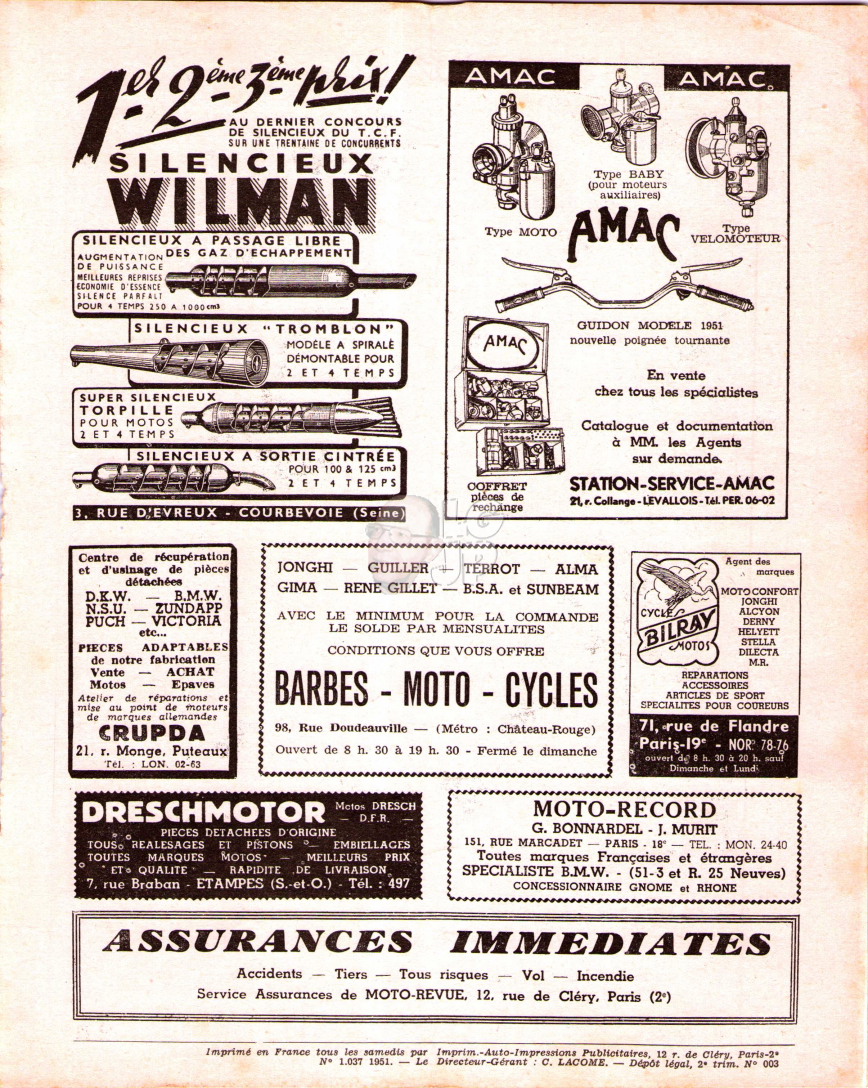 1er 2ème 3ème prix!
AU DERNIER CONCOURS
DE SILENCIEUX DU T.C.F.
SUR UNE TRENTAINE DE CONCURRENTS
SILENCIEUX
WILMAN
SILENCIEUX A PASSAGE LIBRE
DES GAZ D'ECHAPPEMENT
AUGMENTATION
DE PUISSANCE
MEILLEURES REPRISES
ECONOMIE D'ESSENCE
SILENCE PARFAIT
POUR 4 TEMPS 250 A 1000 cm3
SILENCIEUX "TROMBLON"
MODÈLE A SPIRALE
DÉMONTABLE POUR
2 ET 4 TEMPS
SUPER SILENCIEUX
TORPILLE
POUR MOTOS
2 ET 4 TEMPS
SILENCIEUX A SORTIE CINTRÉE
POUR 100 & 125 cm3
2 ET 4 TEMPS
3, RUE D'EVREUX - COURBEVOIE (Seine)
AMAC
AMAC
Type BABY
(pour moteurs
auxiliaires)
Type MOTO
AMAC
Type
VELOMOTEUR
GUIDON MODELE 1951
nouvelle poignée tournante
AMAC
En vente
chez tous les spécialistes
Catalogue et documentation
à MM. les Agents
sur demande.
COFFRET
pièces de
rechange
STATION-SERVICE-AMAC
21, r. Collange - LEVALLOIS - Tél. PER. 06-02
Centre de récupération
et d'usinage de pièces
détachées
D.K.W. — B.M.W.
N.S.U. — ZUNDAPP
PUCH — VICTORIA
etc...
PIECES ADAPTABLES
de notre fabrication
Vente — ACHAT
Motos — Epaves
Atelier de réparations et
mise au point de moteurs
de marques allemandes
CRUPDA
21, r. Monge, Puteaux
Tél. : LON. 02-63
JONGHI — GUILLER — TERROT — ALMA
GIMA — RENE GILLET — B.S.A. et SUNBEAM
AVEC LE MINIMUM POUR LA COMMANDE
LE SOLDE PAR MENSUALITES
CONDITIONS QUE VOUS OFFRE
BARBES - MOTO - CYCLES
98, Rue Doudeauville — (Métro : Château-Rouge)
Ouvert de 8 h. 30 à 19 h. 30 - Fermé le dimanche
CYCLES
BILRAY
MOTOS
Agent des
marques
MOTOCONFORT
JONGHI
ALCYON
DERNY
HELYETT
STELLA
DILECTA
M.R.
REPARATIONS
ACCESSOIRES
ARTICLES DE SPORT
SPECIALITES POUR COUREURS
71, rue de Flandre
Paris-19e - NOR. 78-76
ouvert de 8 h. 30 à 20 h. sauf
Dimanche et Lundi
DRESCHMOTOR
Motos DRESCH
— D.F.R. —
PIECES DETACHEES D'ORIGINE
TOUS REALESAGES ET PISTONS — EMBIELLAGES
TOUTES MARQUES MOTOS — MEILLEURS PRIX
ET QUALITE — RAPIDITE DE LIVRAISON
7, rue Braban - ETAMPES (S.-et-O.) - Tél. : 497
MOTO-RECORD
G. BONNARDEL - J. MURIT
151, RUE MARCADET — PARIS - 18e — TEL. : MON. 24-40
Toutes marques Françaises et étrangères
SPECIALISTE B.M.W. - (51-3 et R. 25 Neuves)
CONCESSIONNAIRE GNOME et RHONE
ASSURANCES IMMEDIATES
Accidents — Tiers — Tous risques — Vol — Incendie
Service Assurances de MOTO-REVUE, 12, rue de Cléry, Paris (2e)
Imprimé en France tous les samedis par Imprim.-Auto-Impressions Publicitaires, 12 r. de Cléry, Paris-2e
N° 1.037 1951. — Le Directeur-Gérant : C. LACOME. — Dépôt légal, 2e trim. N° 003